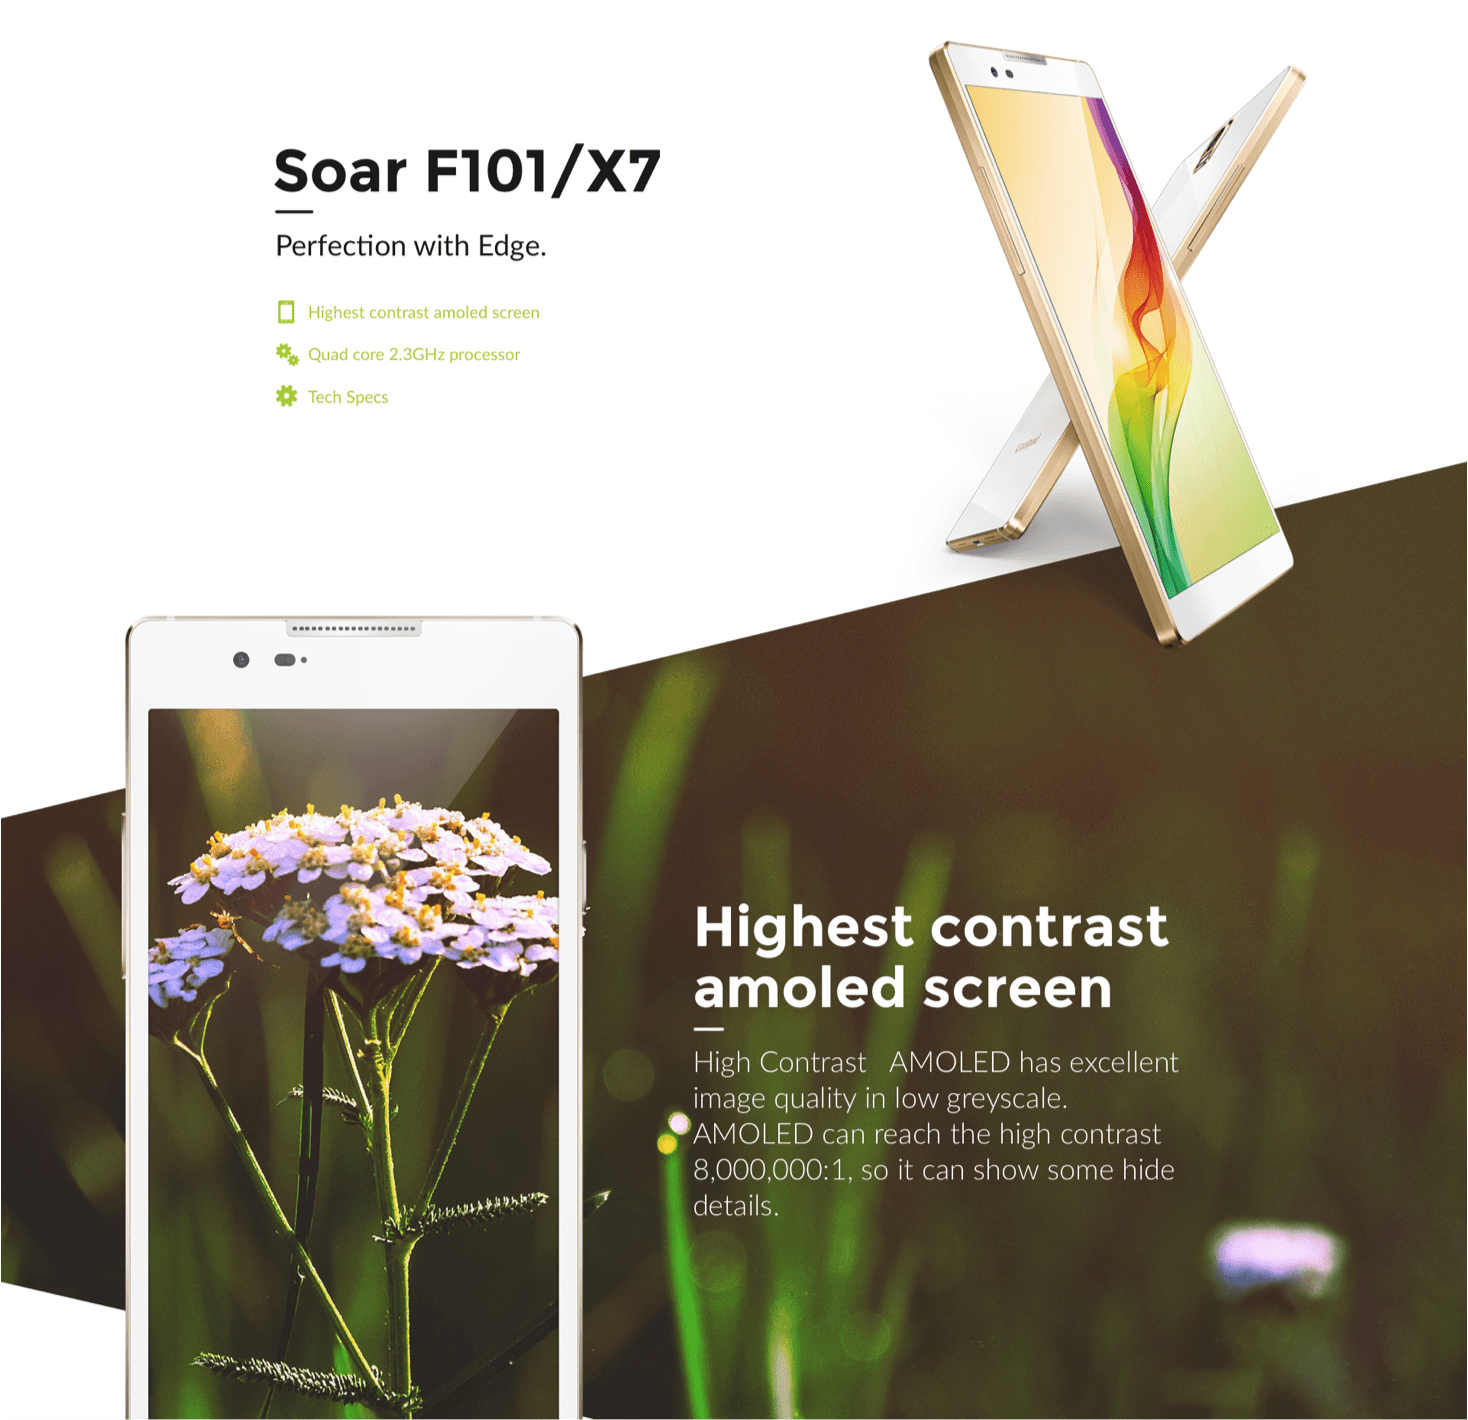 Soar F101/X7
Perfection with Edge.
Highest contrast amoled screen
Quad core 2.3GHz processor
Tech Specs
Highest contrast
amoled screen
High Contrast   AMOLED has excellent
image quality in low greyscale.
AMOLED can reach the high contrast
8,000,000:1, so it can show some hide
details.